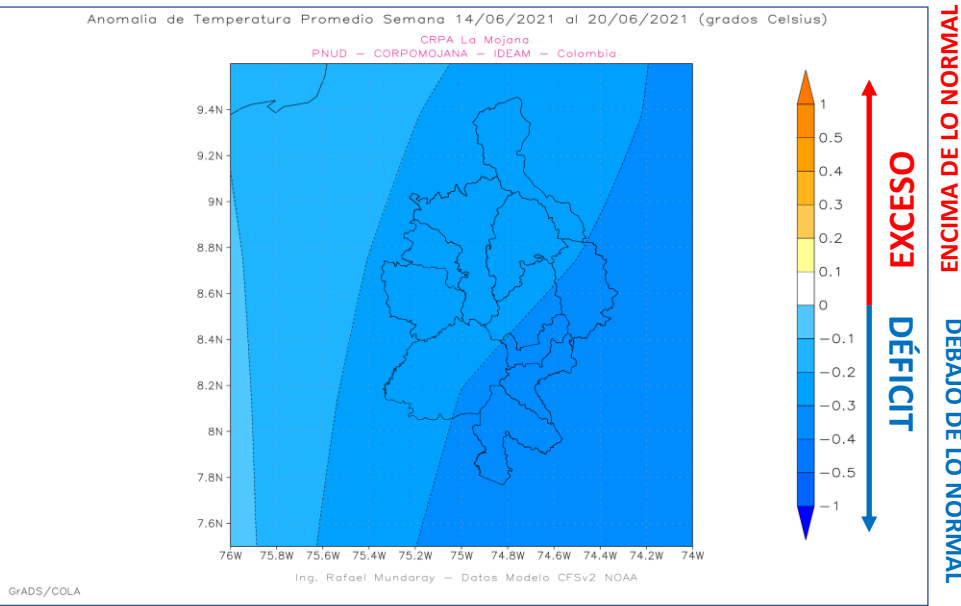 Anomalia de Temperatura Promedio Semana 14/06/2021 al 20/06/2021 (grados Celsius)
CRPA La Mojana
PNUD – CORPOMOJANA – IDEAM – Colombia
9.4N
9.2N
9N
8.8N
8.6N
8.4N
8.2N
8N
7.8N
7.6N
76W 75.8W 75.6W 75.4W 75.2W 75W 74.8W 74.6W 74.4W 74.2W 74W
1
0.5
0.4
0.3
0.2
0.1
0
−0.1
−0.2
−0.3
−0.4
−0.5
−1
EXCESO
DÉFICIT
ENCIMA DE LO NORMAL
DEBAJO DE LO NORMAL
Ing. Rafael Mundaray – Datos Modelo CFSv2 NOAA
GrADS/COLA